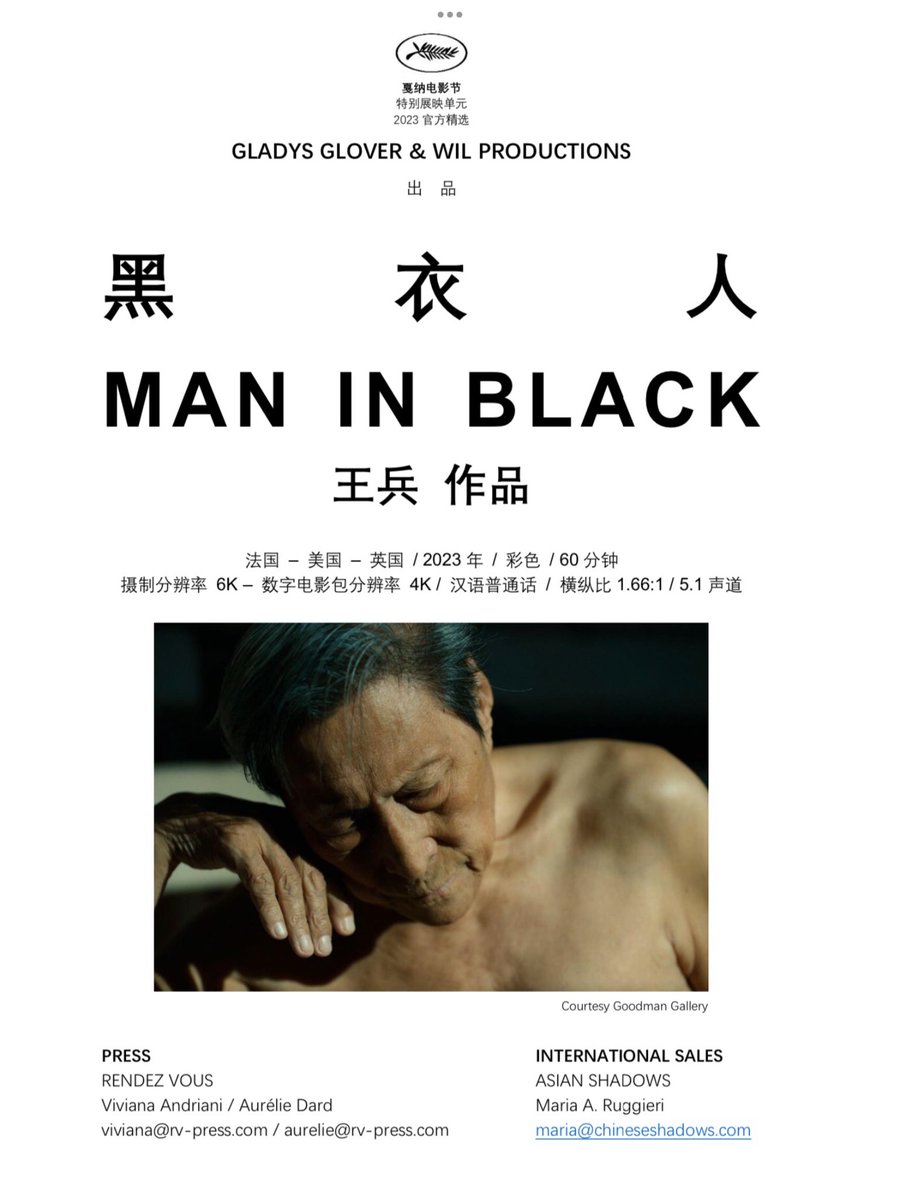 戛纳电影节
特别展映单元
2023 官方精选
GLADYS GLOVER & WIL PRODUCTIONS
出 品
黑 衣 人
MAN IN BLACK
王兵 作品
法国 – 美国 – 英国 / 2023 年 / 彩色 / 60 分钟
摄制分辨率 6K – 数字电影包分辨率 4K / 汉语普通话 / 横纵比 1.66:1 / 5.1 声道
Courtesy Goodman Gallery
PRESS
RENDEZ VOUS
Viviana Andriani / Aurélie Dard
viviana@rv-press.com / aurelie@rv-press.com
INTERNATIONAL SALES
ASIAN SHADOWS
Maria A. Ruggieri
maria@chineseshadows.com